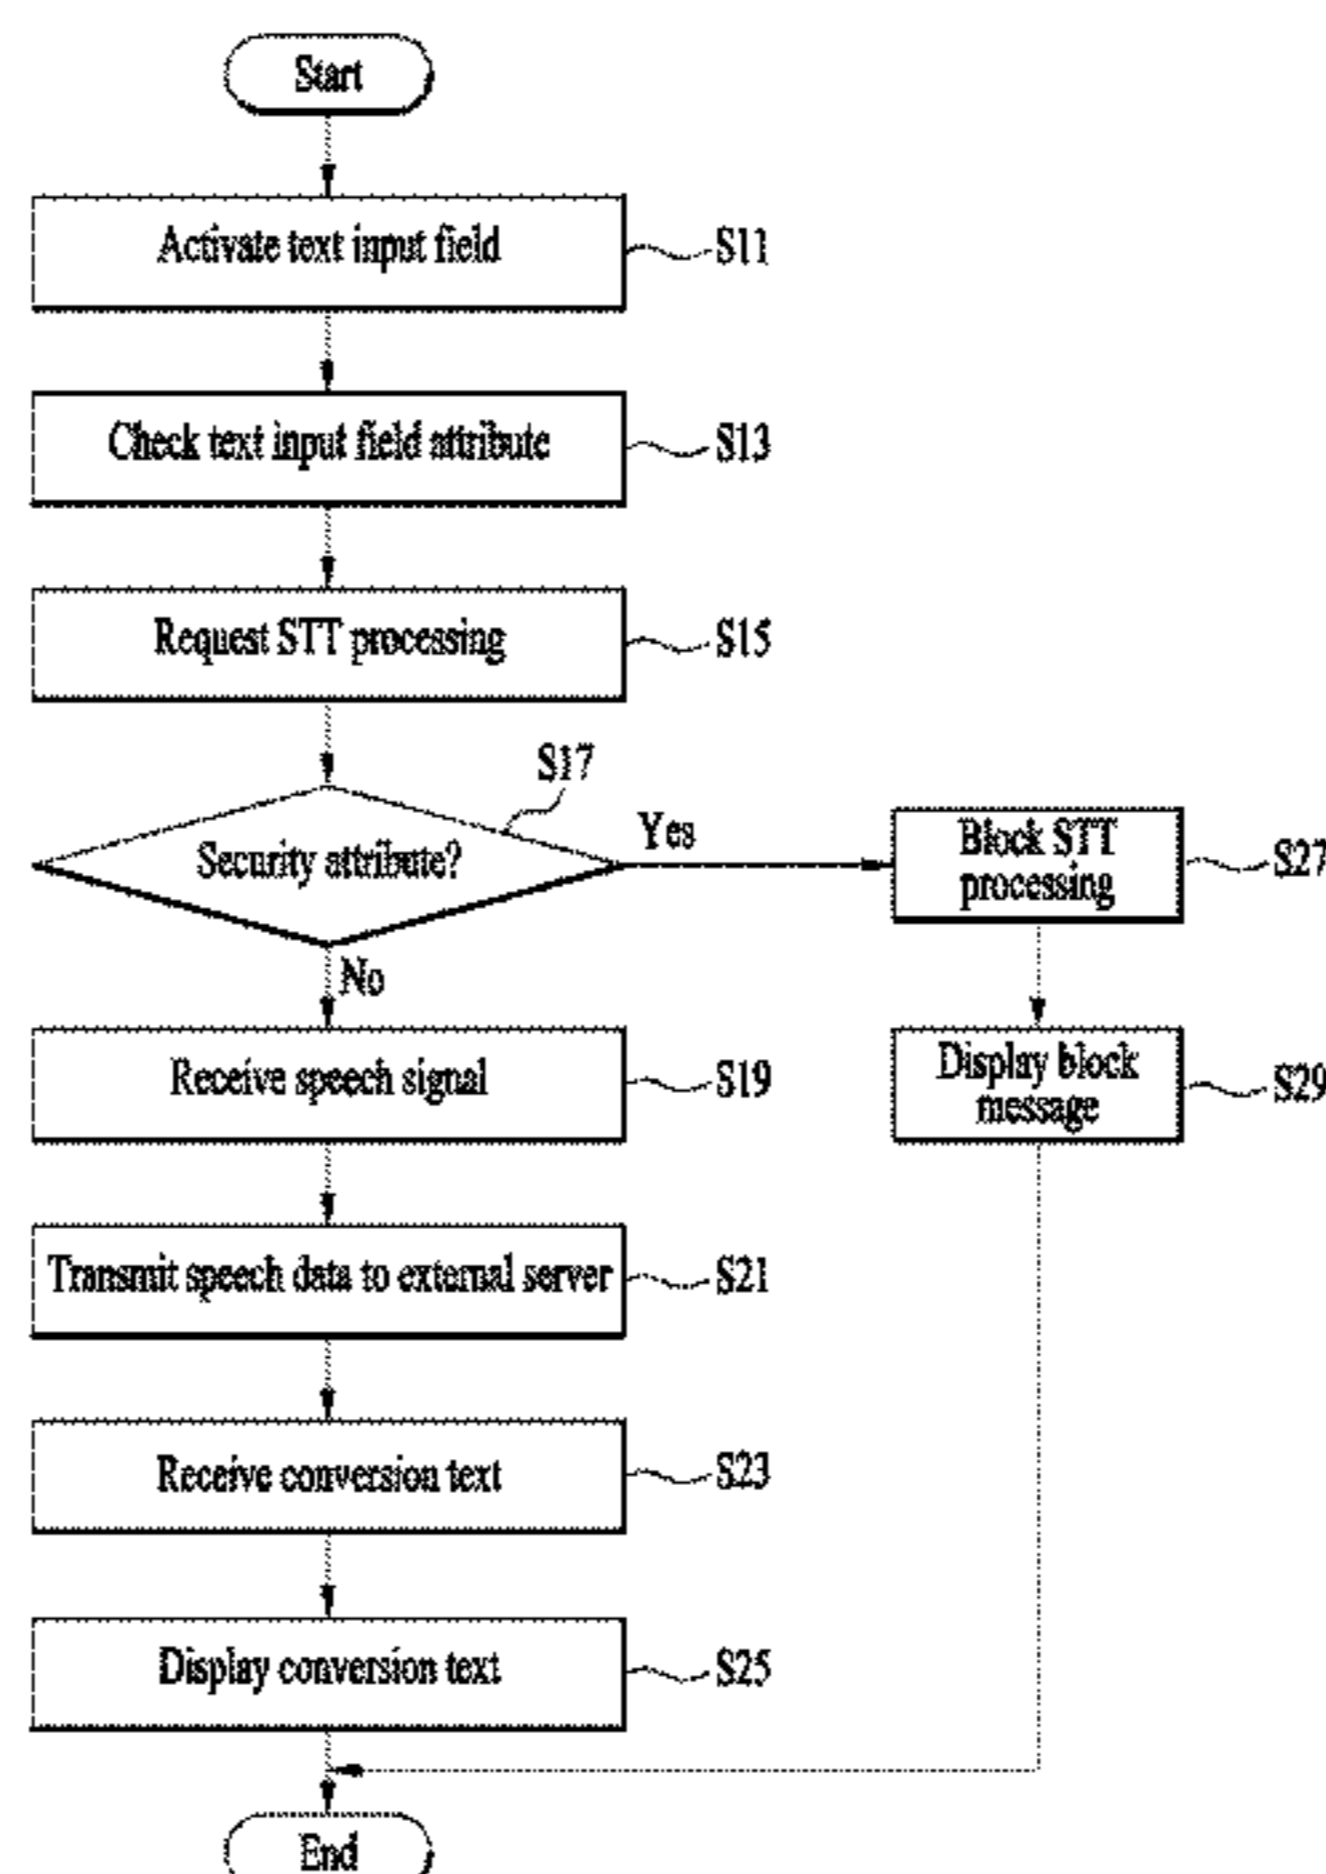 Start
Activate text input field
S11
Check text input field attribute
S13
Request STT processing
S15
S17
Security attribute?
Yes
No
Block STT
processing
S27
Display block
message
S29
Receive speech signal
S19
Transmit speech data to external server
S21
Receive conversion text
S23
Display conversion text
S25
End